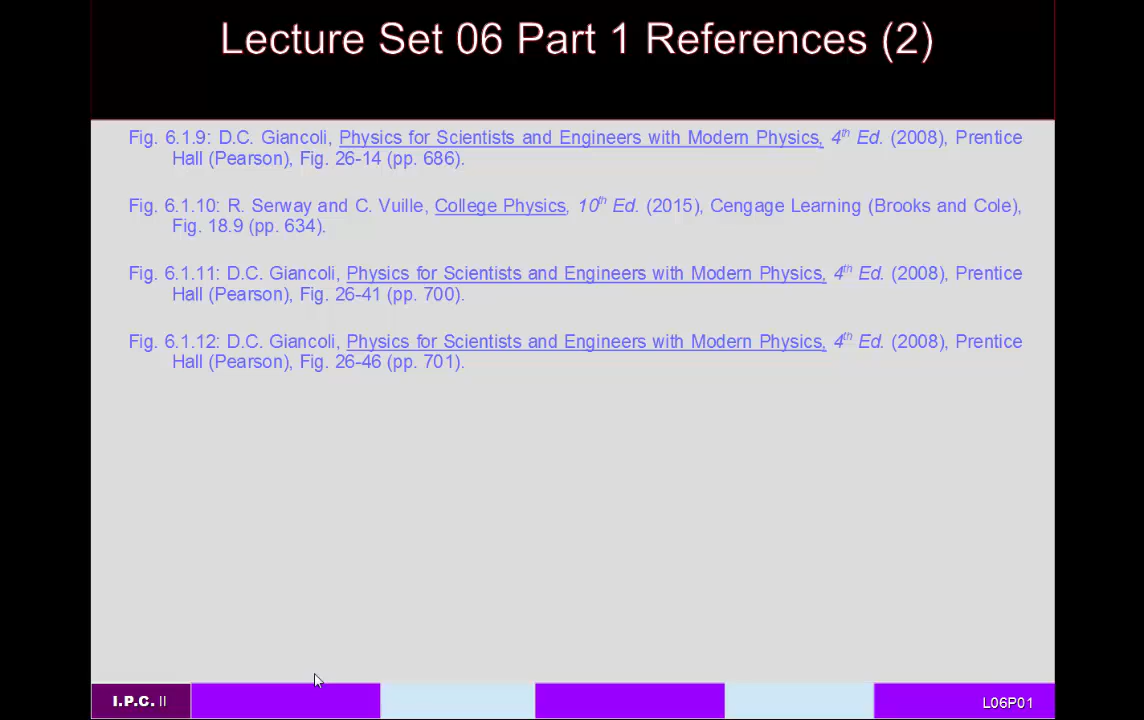 Lecture Set 06 Part 1 References (2)
Fig. 6.1.9: D.C. Giancoli, Physics for Scientists and Engineers with Modern Physics, 4th Ed. (2008), Prentice
Hall (Pearson), Fig. 26-14 (pp. 686).
Fig. 6.1.10: R. Serway and C. Vuille, College Physics, 10th Ed. (2015), Cengage Learning (Brooks and Cole),
Fig. 18.9 (pp. 634).
Fig. 6.1.11: D.C. Giancoli, Physics for Scientists and Engineers with Modern Physics, 4th Ed. (2008), Prentice
Hall (Pearson), Fig. 26-41 (pp. 700).
Fig. 6.1.12: D.C. Giancoli, Physics for Scientists and Engineers with Modern Physics, 4th Ed. (2008), Prentice
Hall (Pearson), Fig. 26-46 (pp. 701).
I.P.C. II
L06P01